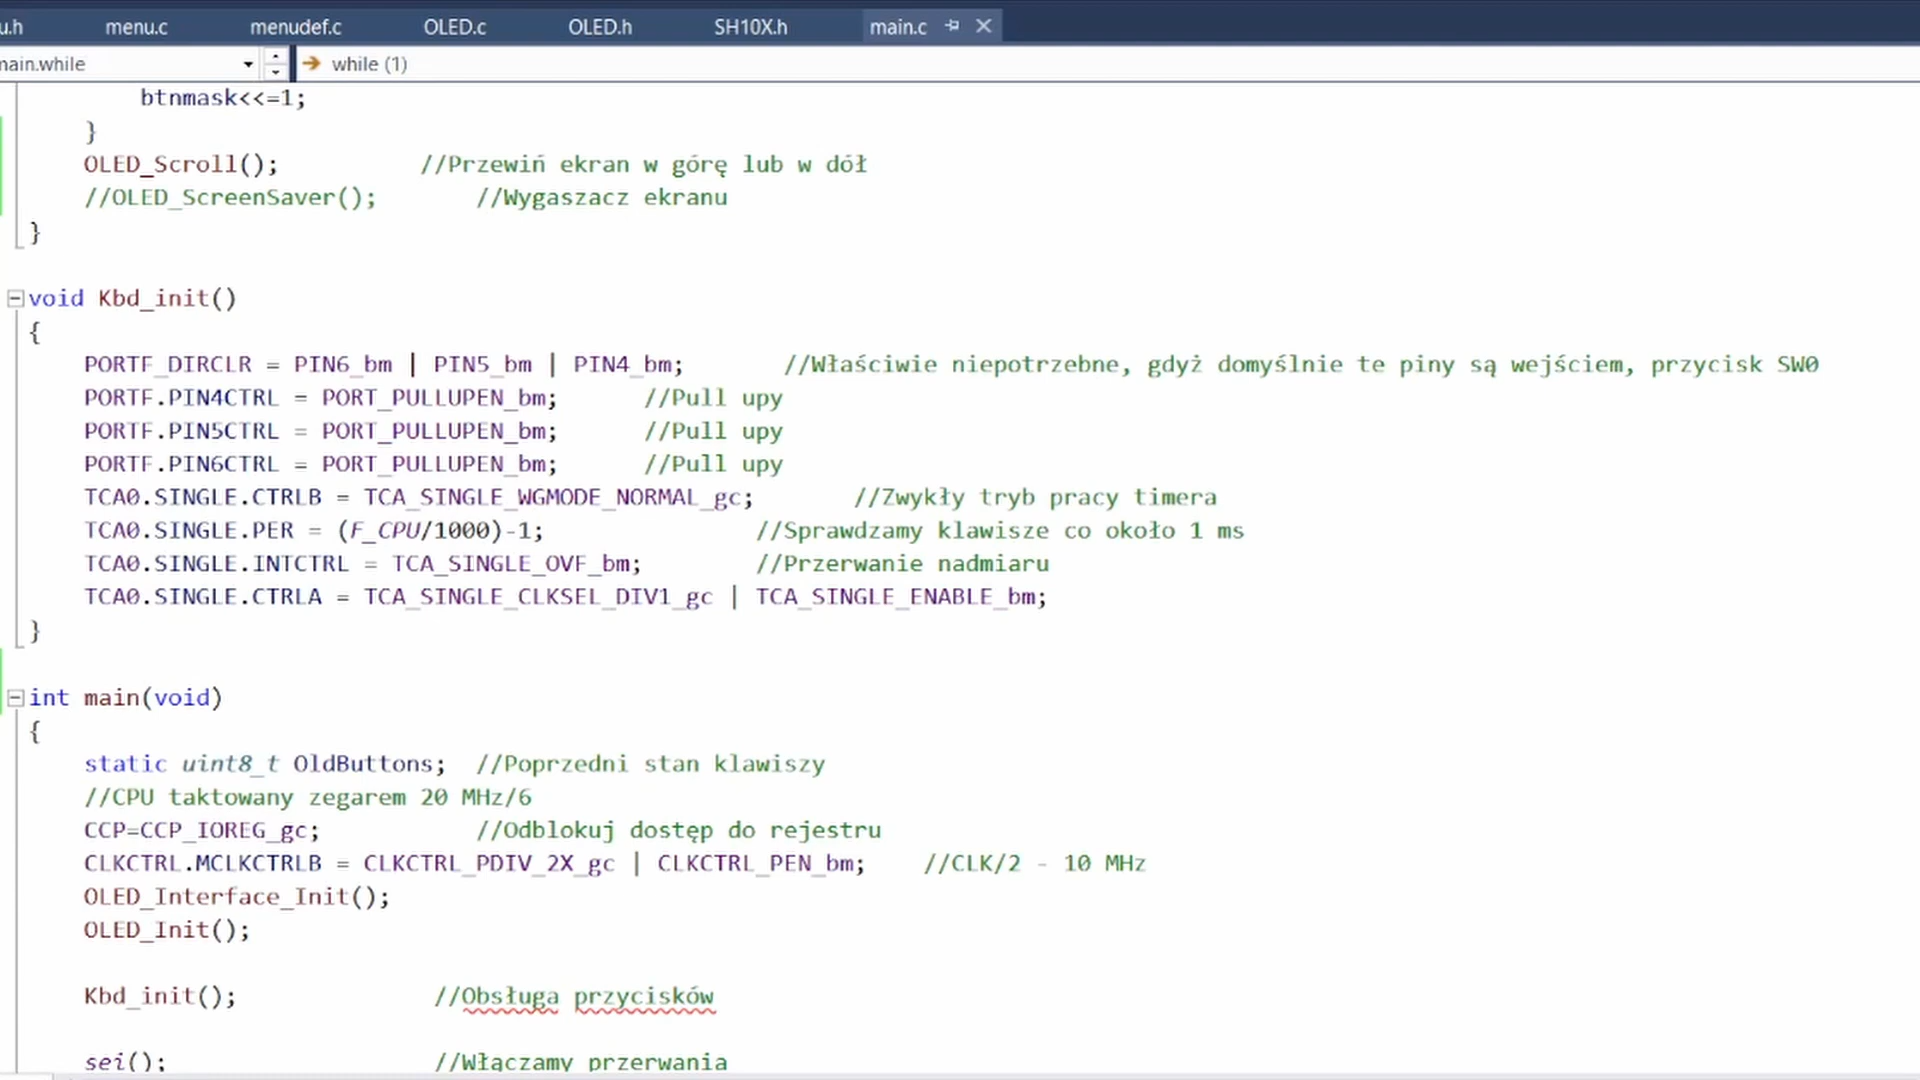 u.h menu.c menudef.c OLED.c OLED.h SH10X.h main.c
main.while while (1)
btnmask<<=1;
}
OLED_Scroll(); //Przewiń ekran w górę lub w dół
//OLED_ScreenSaver(); //Wygaszacz ekranu
}
void Kbd_init()
{
PORTF_DIRCLR = PIN6_bm | PIN5_bm | PIN4_bm; //Właściwie niepotrzebne, gdyż domyślnie te piny są wejściem, przycisk SW0
PORTF.PIN4CTRL = PORT_PULLUPEN_bm; //Pull upy
PORTF.PIN5CTRL = PORT_PULLUPEN_bm; //Pull upy
PORTF.PIN6CTRL = PORT_PULLUPEN_bm; //Pull upy
TCA0.SINGLE.CTRLB = TCA_SINGLE_WGMODE_NORMAL_gc; //Zwykły tryb pracy timera
TCA0.SINGLE.PER = (F_CPU/1000)-1; //Sprawdzamy klawisze co około 1 ms
TCA0.SINGLE.INTCTRL = TCA_SINGLE_OVF_bm; //Przerwanie nadmiaru
TCA0.SINGLE.CTRLA = TCA_SINGLE_CLKSEL_DIV1_gc | TCA_SINGLE_ENABLE_bm;
}
int main(void)
{
static uint8_t OldButtons; //Poprzedni stan klawiszy
//CPU taktowany zegarem 20 MHz/6
CCP=CCP_IOREG_gc; //Odblokuj dostęp do rejestru
CLKCTRL.MCLKCTRLB = CLKCTRL_PDIV_2X_gc | CLKCTRL_PEN_bm; //CLK/2 - 10 MHz
OLED_Interface_Init();
OLED_Init();
Kbd_init(); //Obsługa przycisków
sei(); //Włączamy przerwania